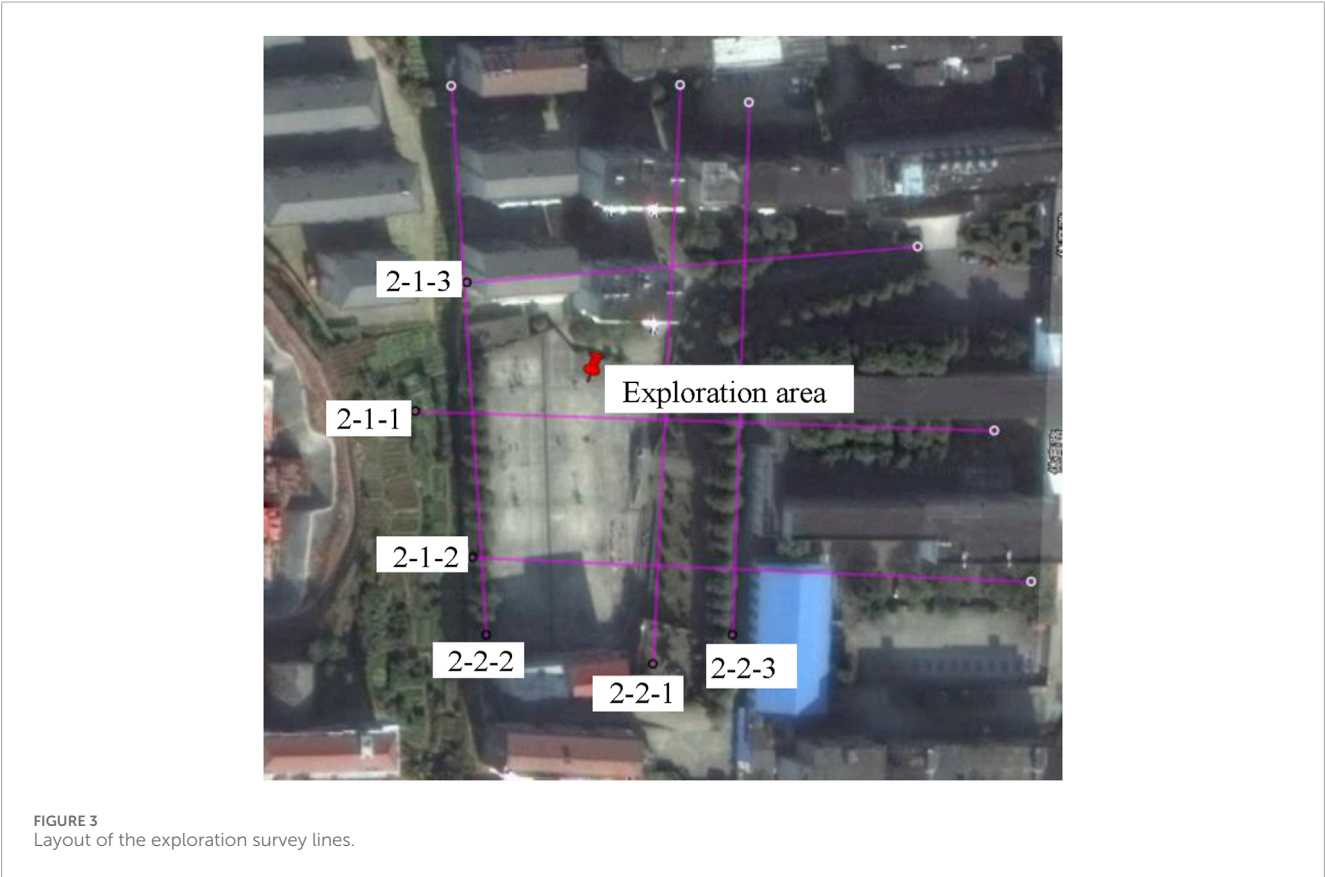 2-1-3
Exploration area
2-1-1
2-1-2
2-2-2
2-2-3
2-2-1
FIGURE 3
Layout of the exploration survey lines.